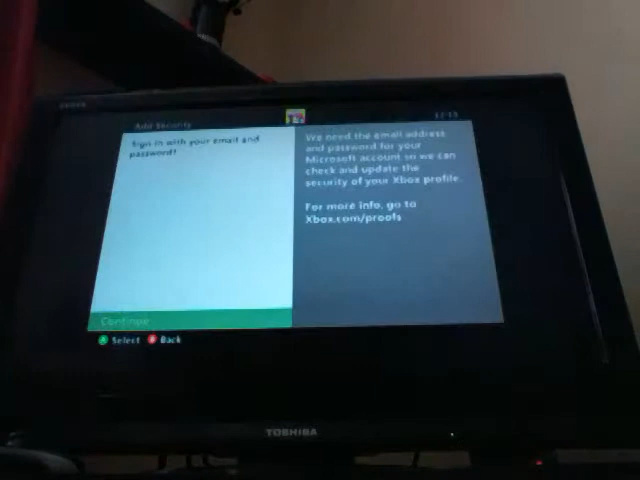 Add Security
Sign in with your email and
password?
We need the email address
and password for your
Microsoft account so we can
check and update the
security of your Xbox profile.
For more info, go to
Xbox.com/proofs
Continue
Select
Back
TOSHIBA